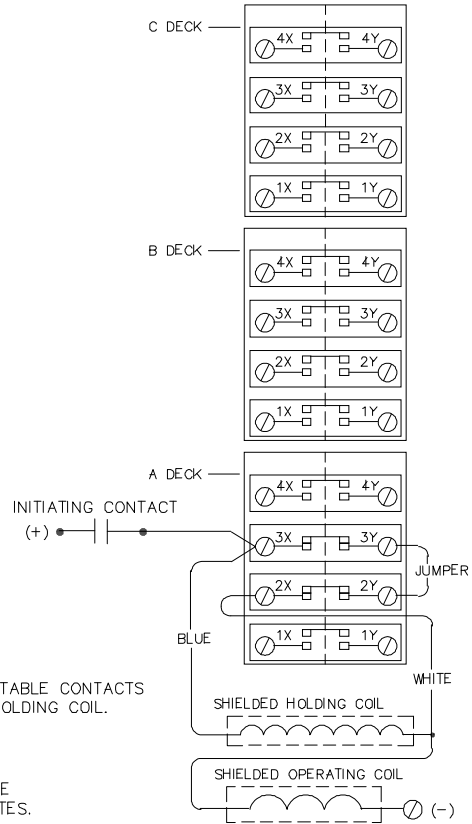 C DECK
4X 4Y
3X 3Y
2X 2Y
1X 1Y
B DECK
4X 4Y
3X 3Y
2X 2Y
1X 1Y
A DECK
4X 4Y
INITIATING CONTACT
(+)
3X 3Y
JUMPER
2X 2Y
BLUE
1X 1Y
WHITE
TABLE CONTACTS
OLDING COIL.
SHIELDED HOLDING COIL
SHIELDED OPERATING COIL
E
TES.
(-)